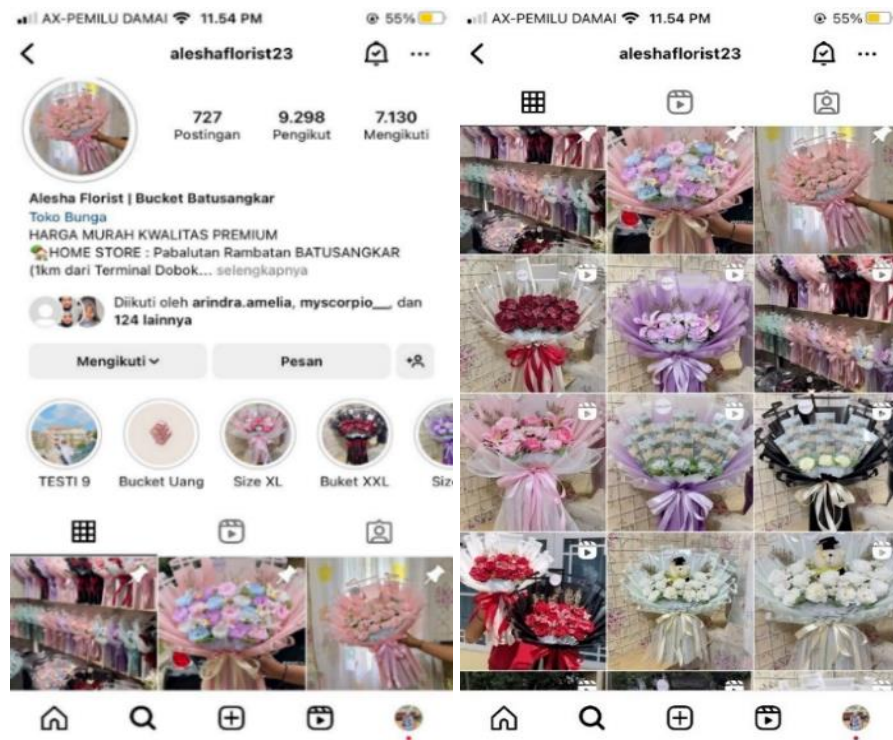 AX-PEMILU DAMAI 11.54 PM 55%
aleshaflorist23
727 9.298 7.130
Postingan Pengikut Mengikuti
Alesha Florist | Bucket Batusangkar
Toko Bunga
HARGA MURAH KWALITAS PREMIUM
HOME STORE : Pabalutan Rambatan BATUSANGKAR
(1km dari Terminal Dobok... selengkapnya
Diikuti oleh arindra.amelia, myscorpio__, dan
124 lainnya
Mengikuti Pesan
TESTI 9 Bucket Uang Size XL Buket XXL Siz
AX-PEMILU DAMAI 11.54 PM 55%
aleshaflorist23